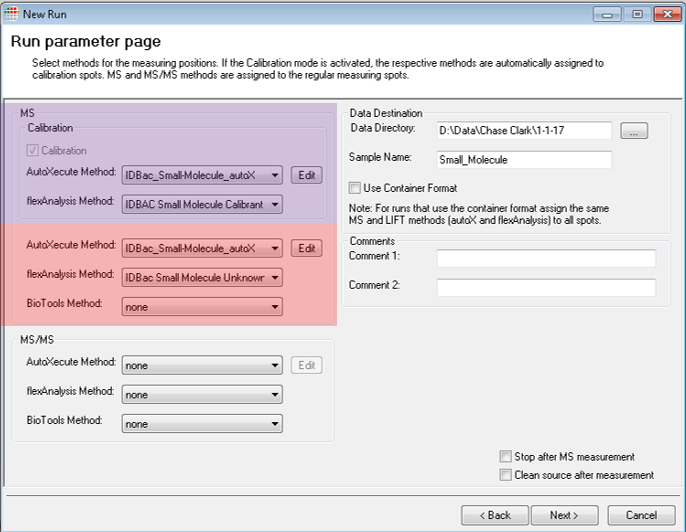 New Run
Run parameter page
Select methods for the measuring positions. If the Calibration mode is activated, the respective methods are automatically assigned to
calibration spots. MS and MS/MS methods are assigned to the regular measuring spots.
MS
Calibration
Calibration
AutoXecute Method: IDBac_Small-Molecule_autoX Edit
flexAnalysis Method: IDBAC Small Molecule Calibrant
AutoXecute Method: IDBac_Small-Molecule_autoX Edit
flexAnalysis Method: IDBac Small Molecule Unknown
BioTools Method: none
MS/MS
AutoXecute Method: none Edit
flexAnalysis Method: none
BioTools Method: none
Data Destination
Data Directory: D:\Data\Chase Clark\1-1-17 ...
Sample Name: Small_Molecule
Use Container Format
Note: For runs that use the container format assign the same
MS and LIFT methods (autoX and flexAnalysis) to all spots.
Comments
Comment 1:
Comment 2:
Stop after MS measurement
Clean source after measurement
< Back Next > Cancel